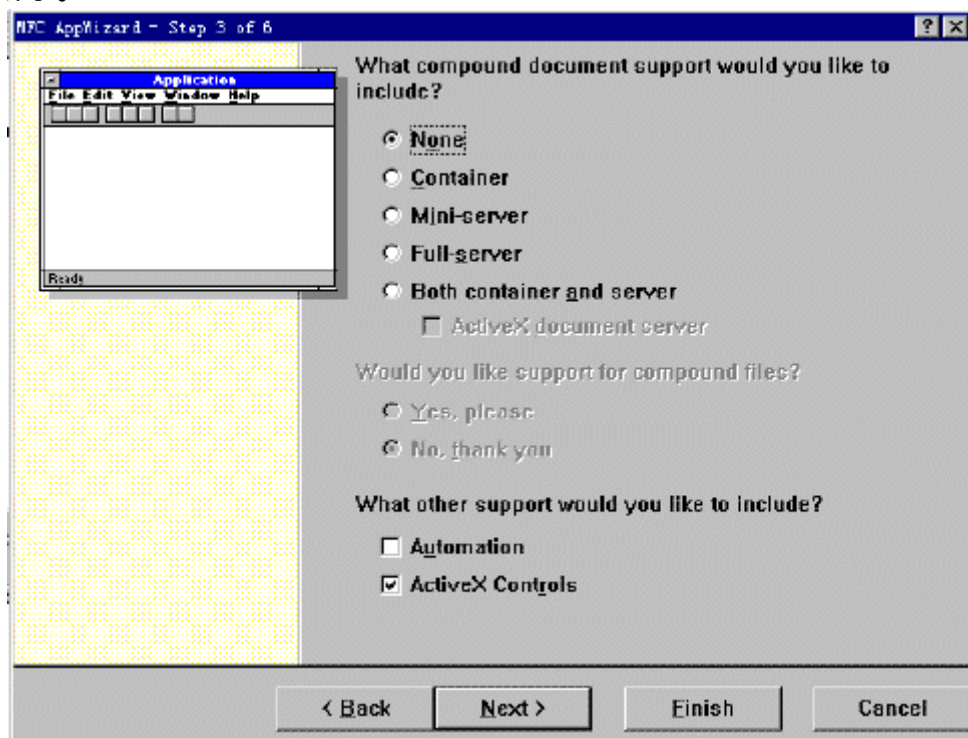 MFC AppWizard - Step 3 of 6
Application
File Edit View Window Help
Ready
What compound document support would you like to
include?
None
Container
Mini-server
Full-server
Both container and server
ActiveX document server
Would you like support for compound files?
Yes, please
No, thank you
What other support would you like to include?
Automation
ActiveX Controls
< Back
Next >
Finish
Cancel